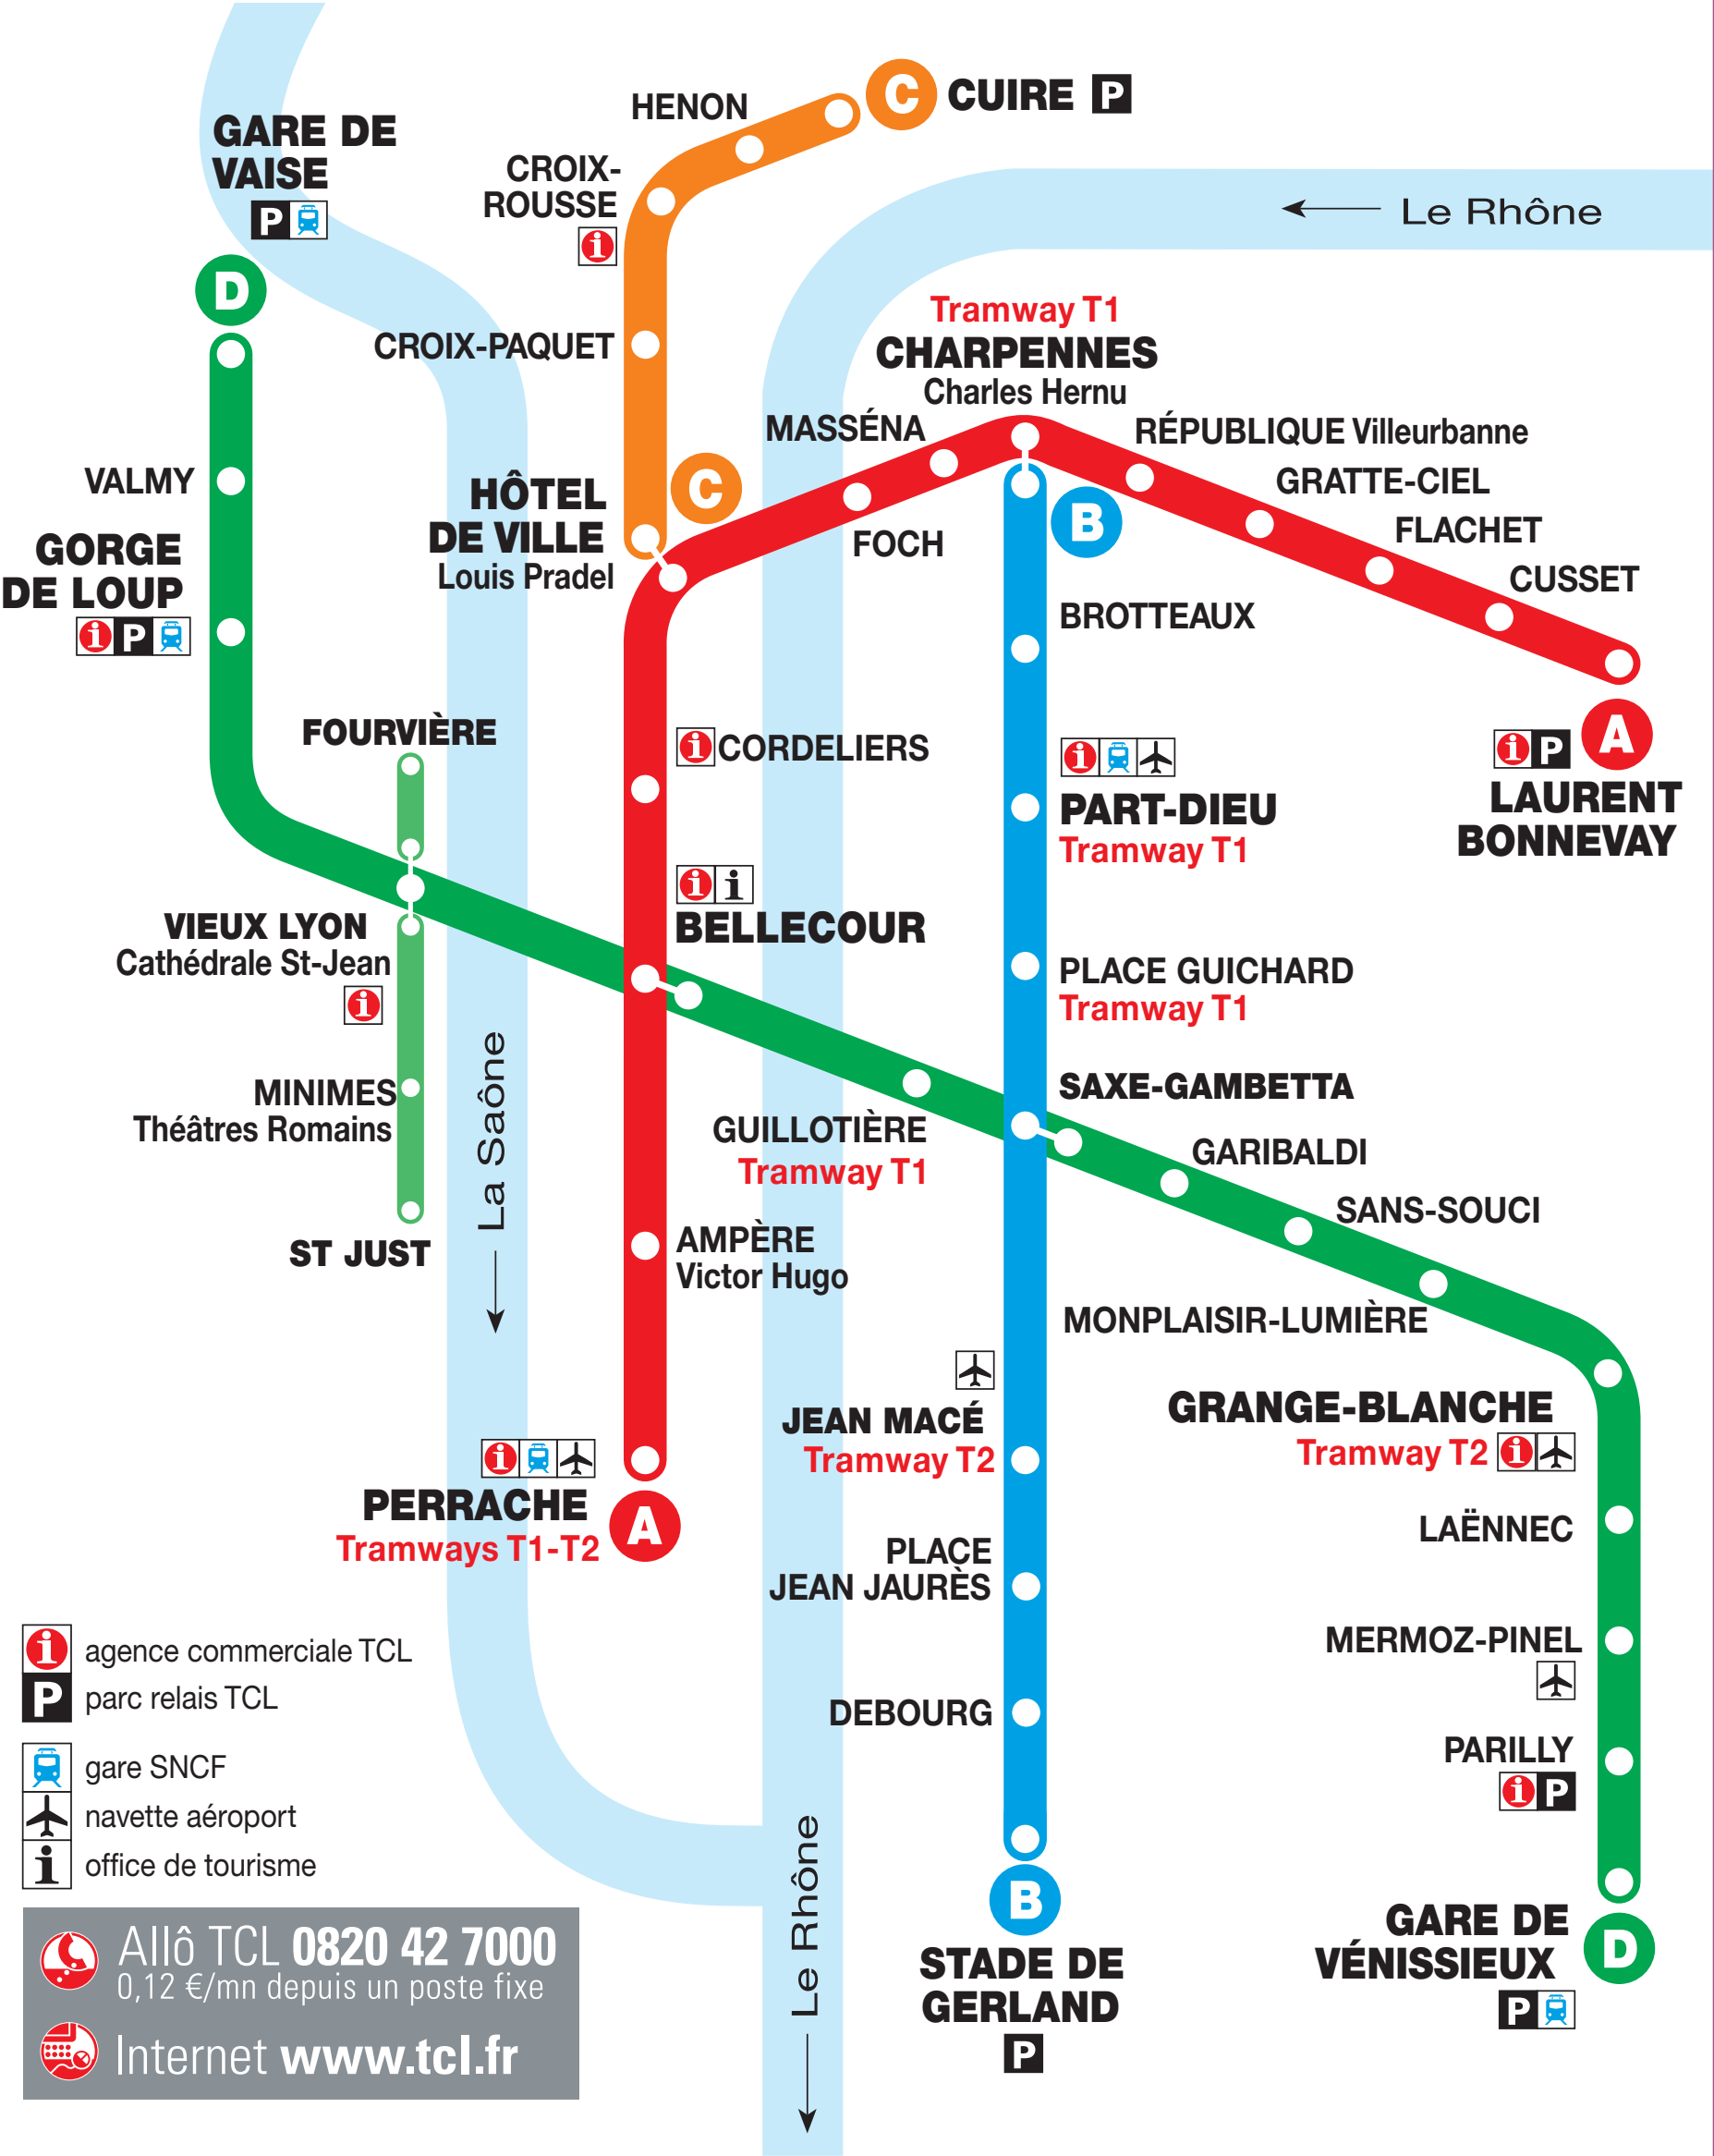 HENON
C
CUIRE P
GARE DE
VAISE
P
CROIX-
ROUSSE
i
Le Rhône
D
CROIX-PAQUET
Tramway T1
CHARPENNES
Charles Hernu
MASSÉNA
RÉPUBLIQUE Villeurbanne
VALMY
GRATTE-CIEL
HÔTEL
DE VILLE
Louis Pradel
C
B
FOCH
FLACHET
CUSSET
GORGE
DE LOUP
i P
BROTTEAUX
FOURVIÈRE
i CORDELIERS
i
PART-DIEU
Tramway T1
i P
A
LAURENT
BONNEVAY
i i
BELLECOUR
VIEUX LYON
Cathédrale St-Jean
i
PLACE GUICHARD
Tramway T1
La Saône
MINIMES
Théâtres Romains
SAXE-GAMBETTA
GUILLOTIÈRE
Tramway T1
GARIBALDI
SANS-SOUCI
ST JUST
AMPÈRE
Victor Hugo
MONPLAISIR-LUMIÈRE
JEAN MACÉ
Tramway T2
GRANGE-BLANCHE
Tramway T2 i
i
PERRACHE
Tramways T1-T2
A
LAËNNEC
PLACE
JEAN JAURÈS
MERMOZ-PINEL
DEBOURG
PARILLY
i P
i agence commerciale TCL
P parc relais TCL
gare SNCF
navette aéroport
i office de tourisme
Le Rhône
B
STADE DE
GERLAND
P
GARE DE
VÉNISSIEUX
D
P
Allô TCL 0820 42 7000
0,12 €/mn depuis un poste fixe
Internet www.tcl.fr